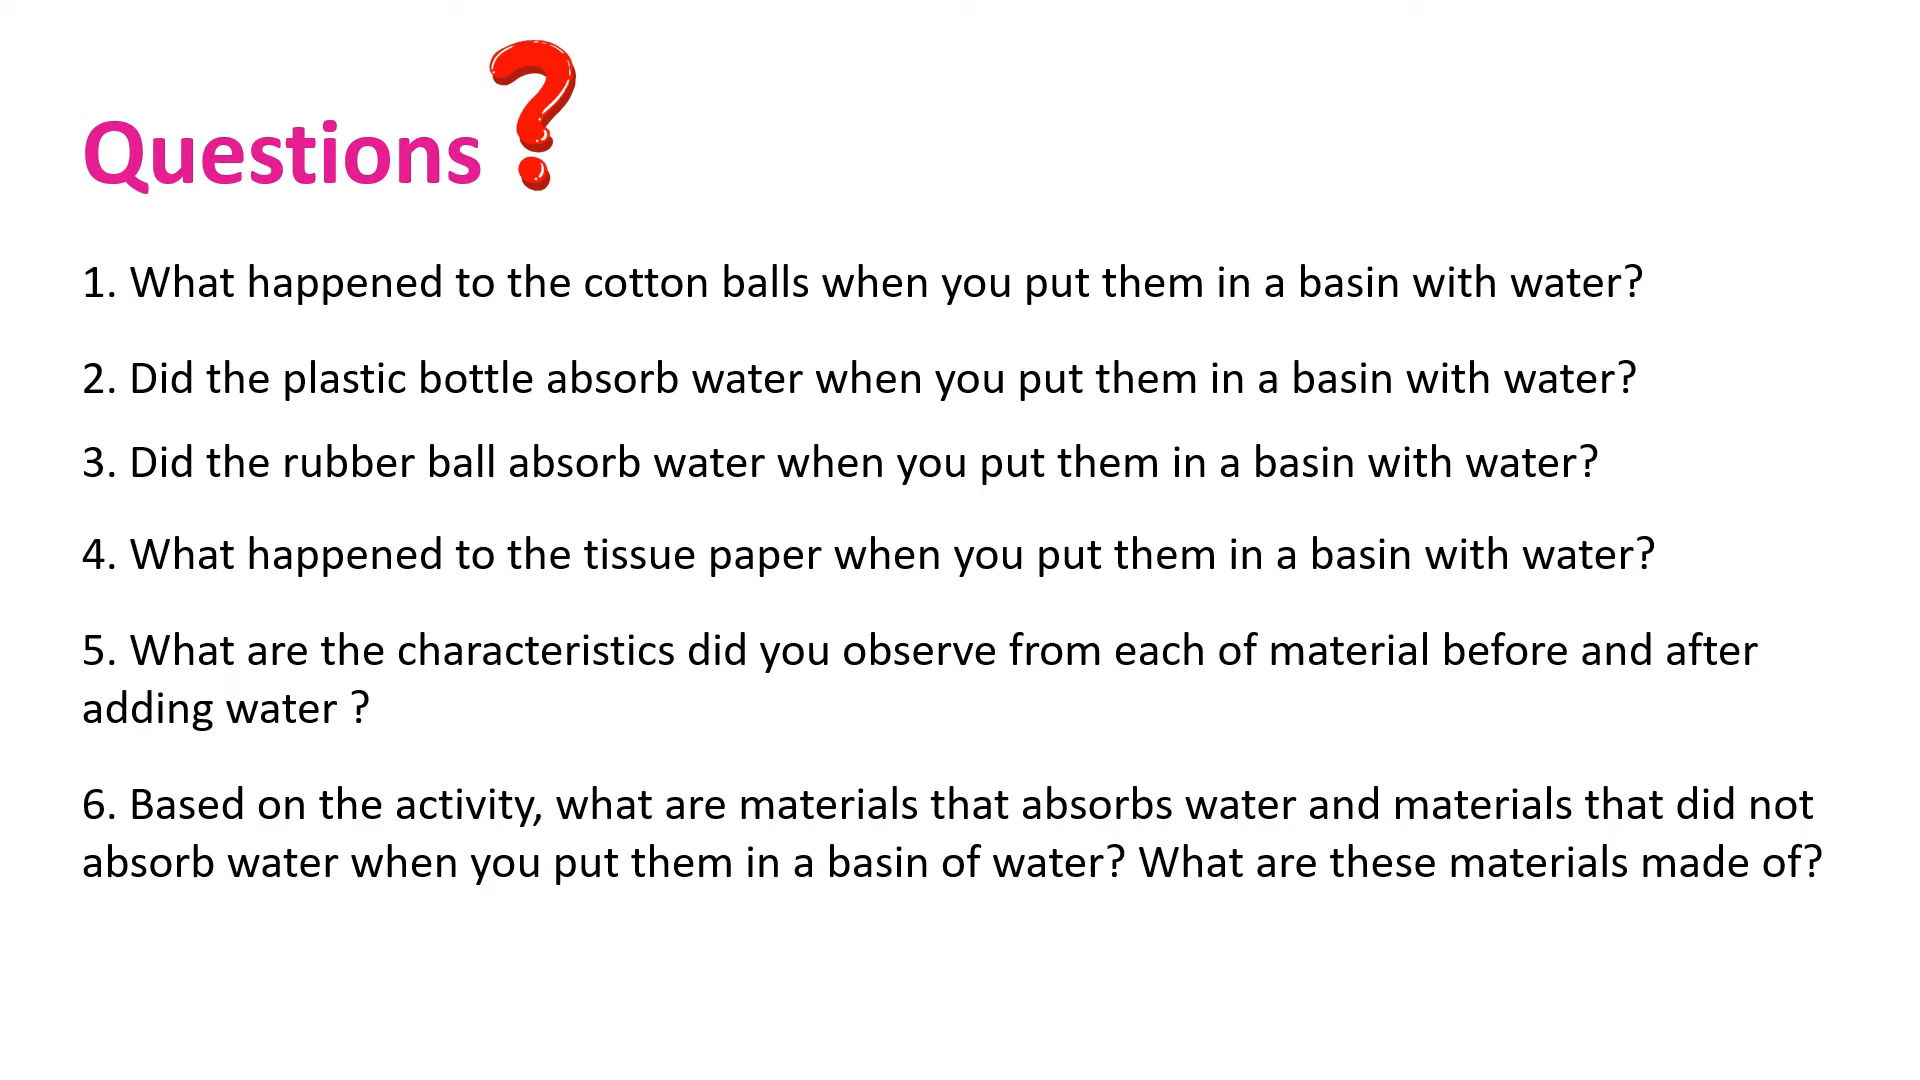 Questions?
1. What happened to the cotton balls when you put them in a basin with water?
2. Did the plastic bottle absorb water when you put them in a basin with water?
3. Did the rubber ball absorb water when you put them in a basin with water?
4. What happened to the tissue paper when you put them in a basin with water?
5. What are the characteristics did you observe from each of material before and after
adding water ?
6. Based on the activity, what are materials that absorbs water and materials that did not
absorb water when you put them in a basin of water? What are these materials made of?